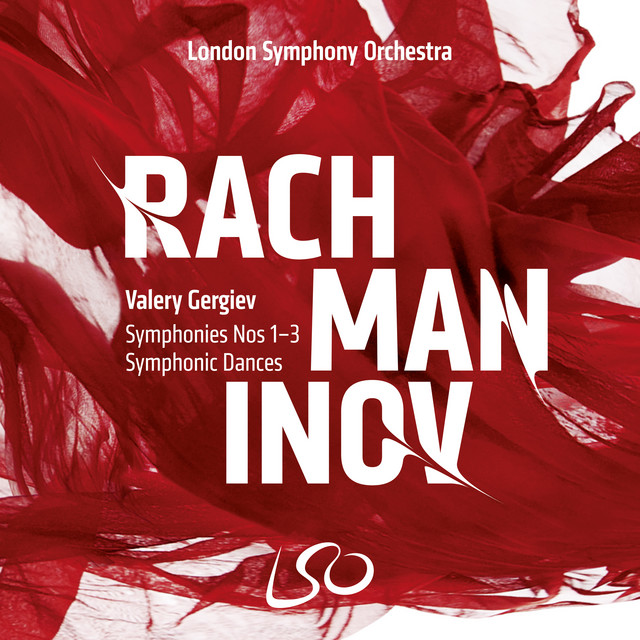 London Symphony Orchestra
RACH
MAN
INOV
Valery Gergiev
Symphonies Nos 1–3
Symphonic Dances
LSO